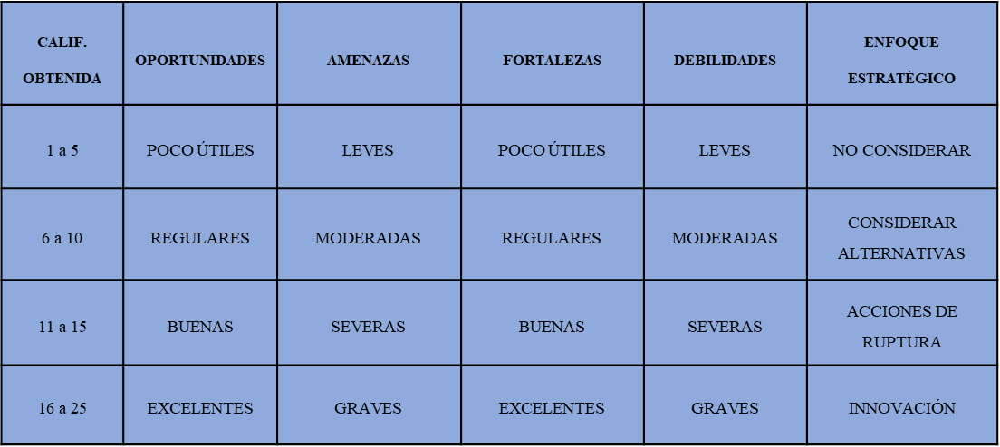 CALIF. OBTENIDA OPORTUNIDADES AMENAZAS FORTALEZAS DEBILIDADES ENFOQUE ESTRATÉGICO
1 a 5 POCO ÚTILES LEVES POCO ÚTILES LEVES NO CONSIDERAR
6 a 10 REGULARES MODERADAS REGULARES MODERADAS CONSIDERAR ALTERNATIVAS
11 a 15 BUENAS SEVERAS BUENAS SEVERAS ACCIONES DE RUPTURA
16 a 25 EXCELENTES GRAVES EXCELENTES GRAVES INNOVACIÓN